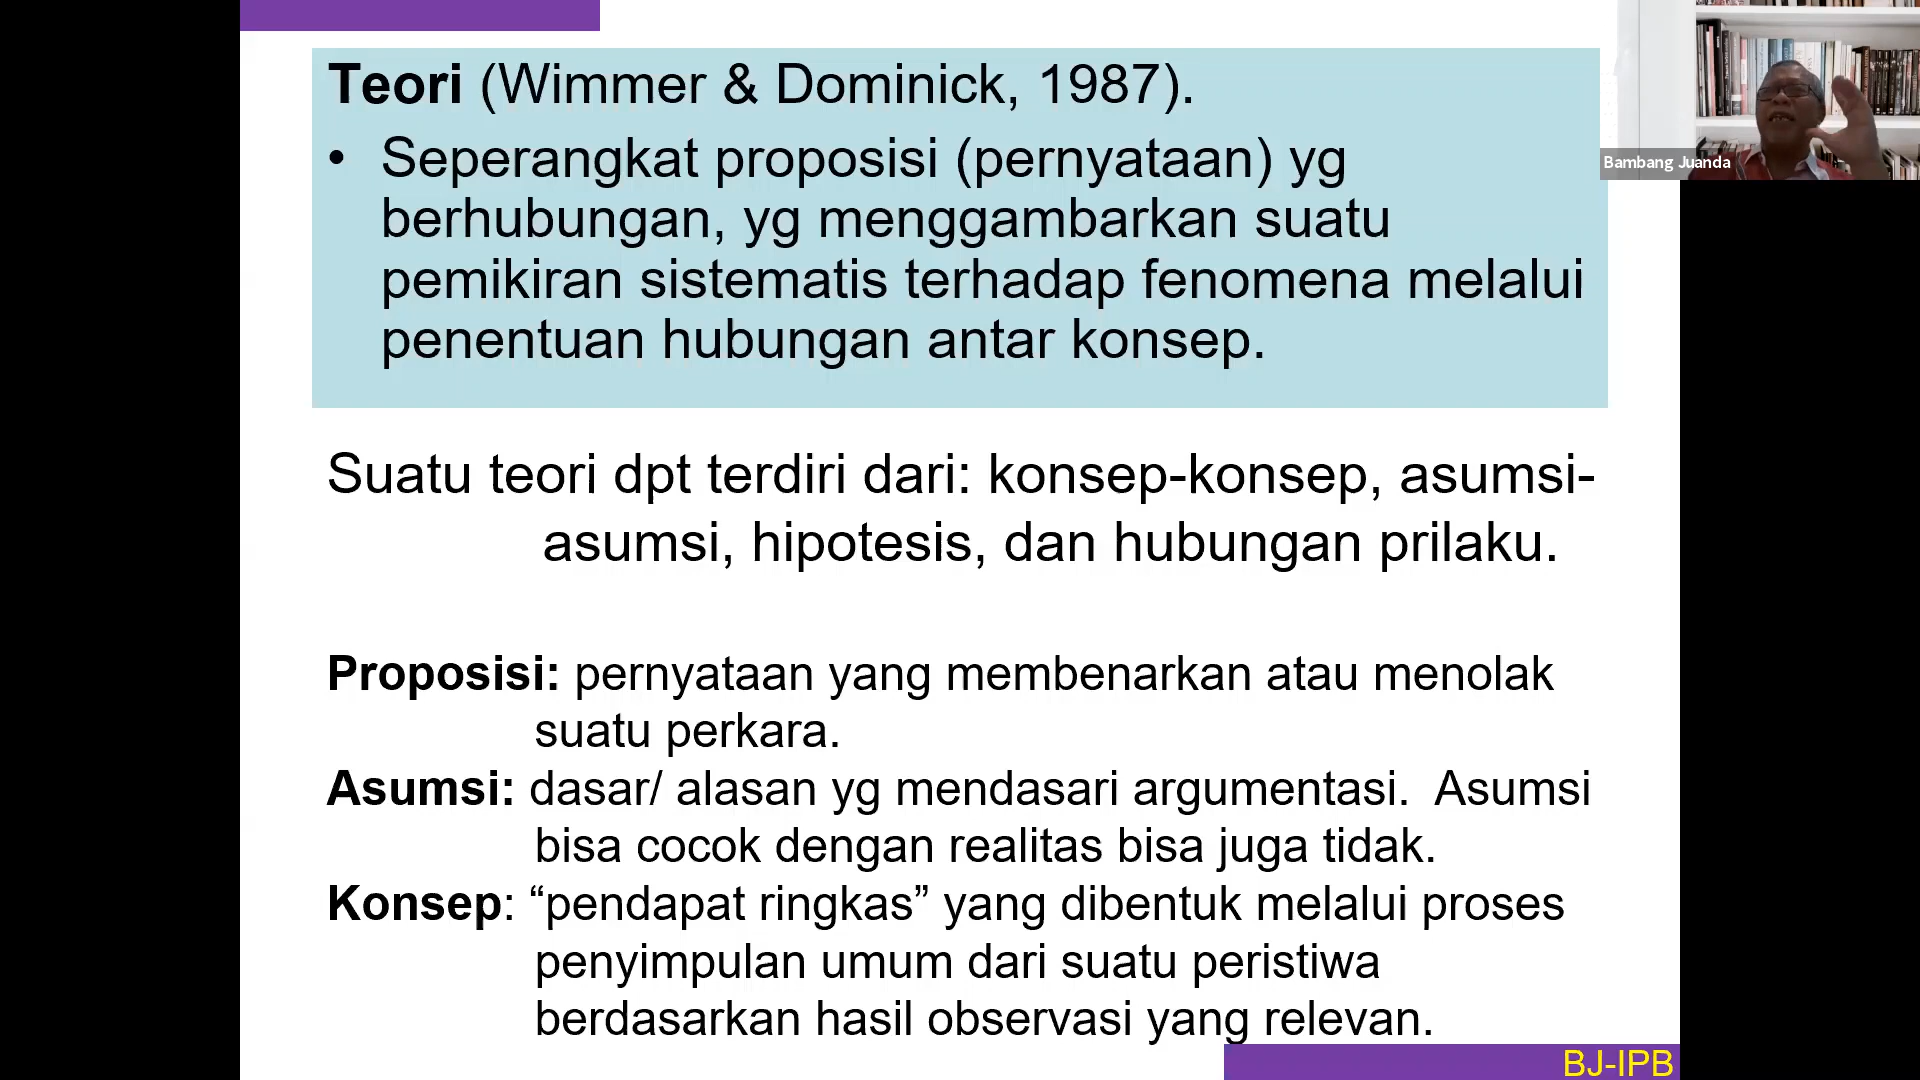 Teori (Wimmer & Dominick, 1987).
• Seperangkat proposisi (pernyataan) yg
berhubungan, yg menggambarkan suatu
pemikiran sistematis terhadap fenomena melalui
penentuan hubungan antar konsep.
Bambang Juanda
Suatu teori dpt terdiri dari: konsep-konsep, asumsi-
asumsi, hipotesis, dan hubungan prilaku.
Proposisi: pernyataan yang membenarkan atau menolak
suatu perkara.
Asumsi: dasar/ alasan yg mendasari argumentasi. Asumsi
bisa cocok dengan realitas bisa juga tidak.
Konsep: “pendapat ringkas” yang dibentuk melalui proses
penyimpulan umum dari suatu peristiwa
berdasarkan hasil observasi yang relevan.
BJ-IPB